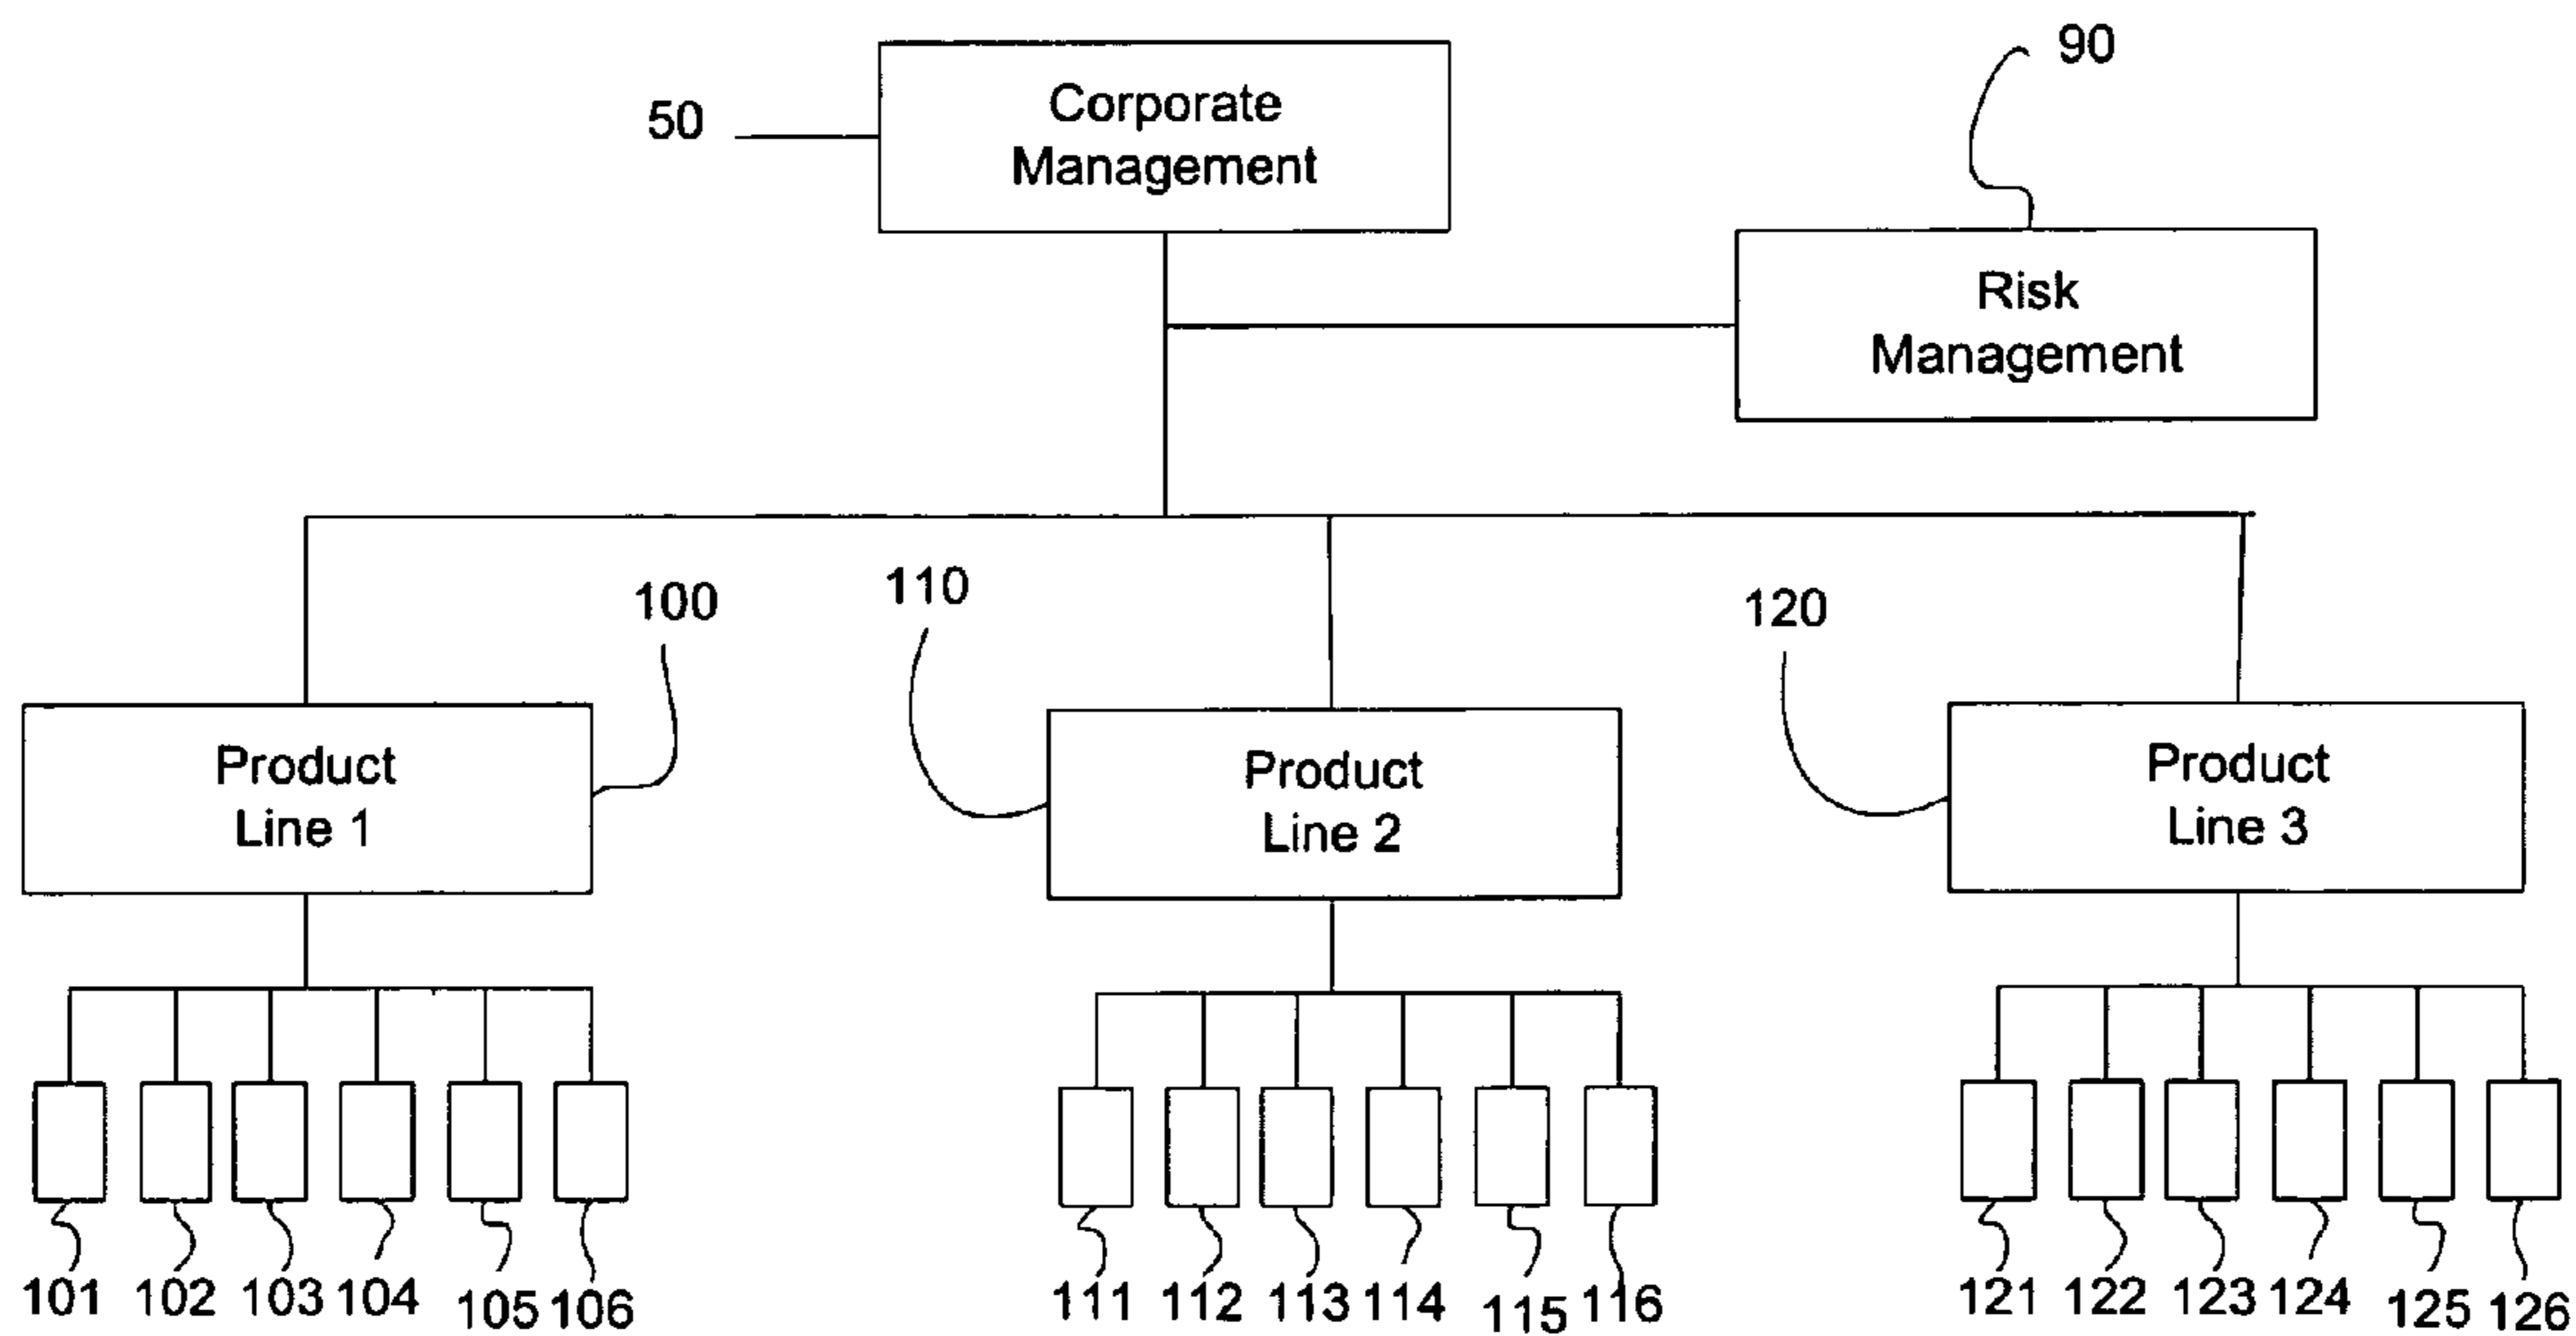 90
50
Corporate
Management
Risk
Management
100
110
120
Product
Line 1
Product
Line 2
Product
Line 3
101 102 103 104 105 106
111 112 113 114 115 116
121 122 123 124 125 126